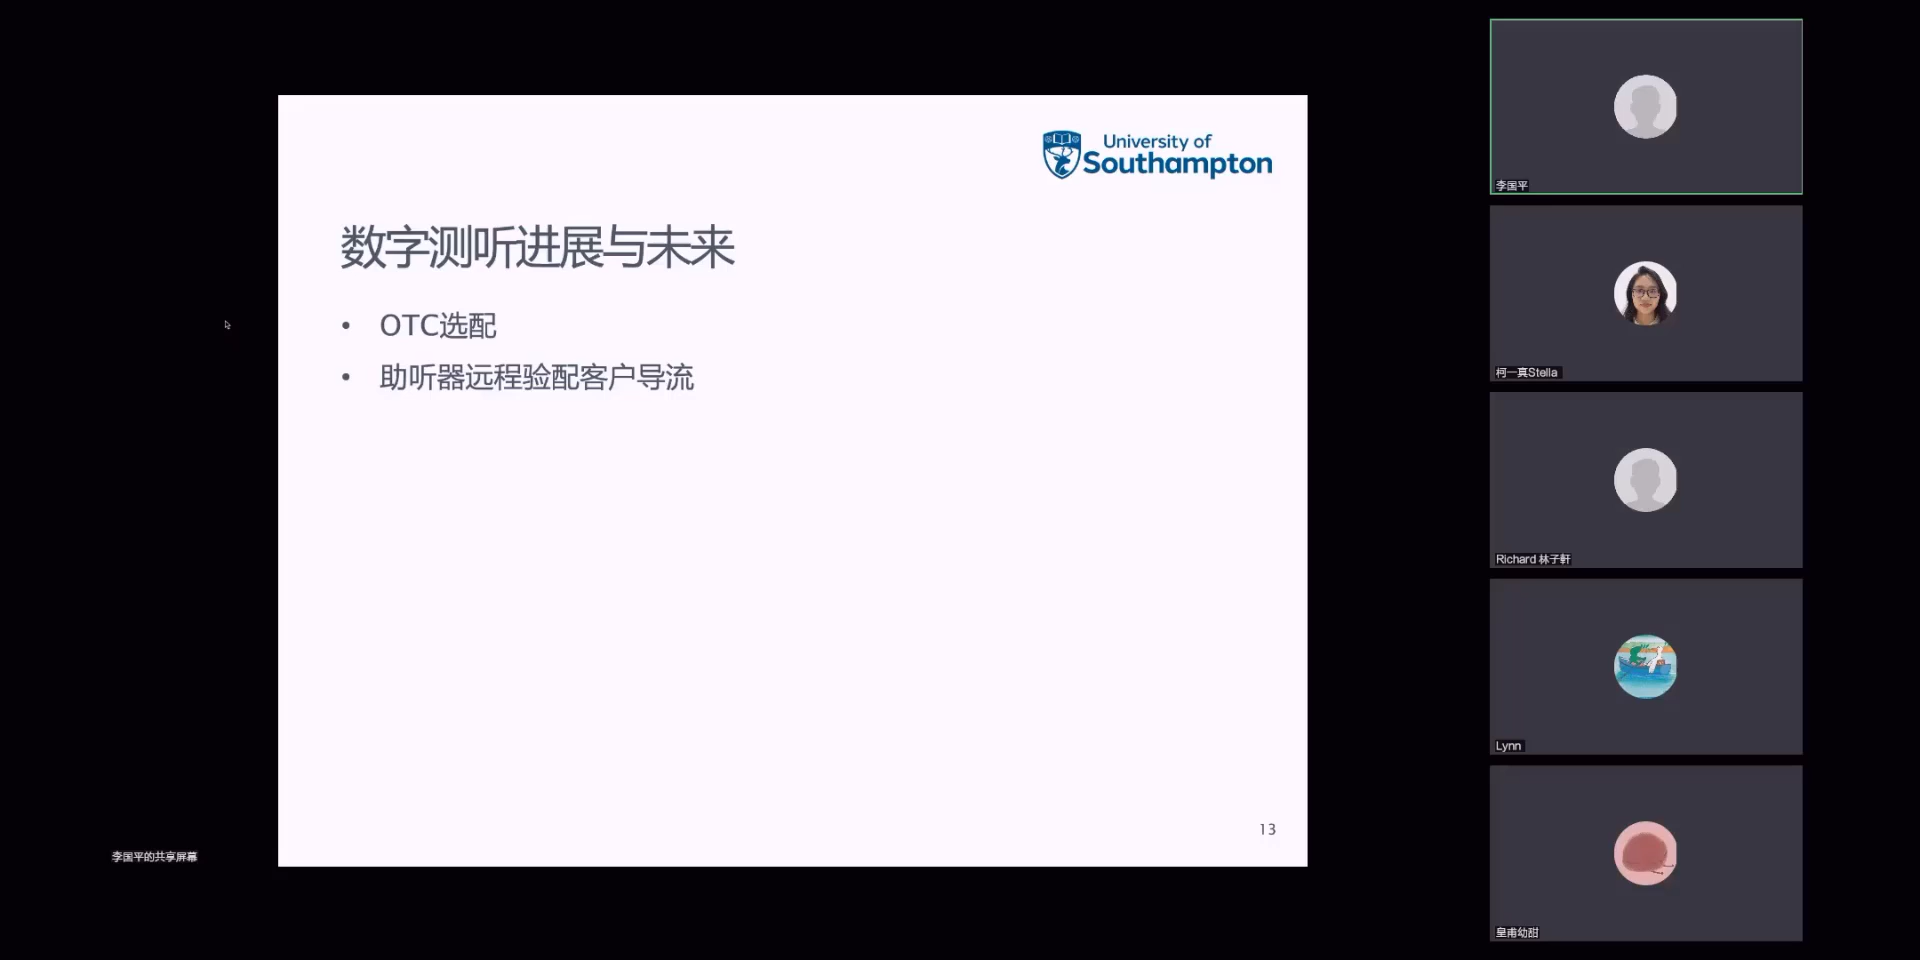 University of
Southampton
数字测听进展与未来
• OTC选配
• 助听器远程验配客户导流
13
李国平的共享屏幕
李国平
柯一真Stella
Richard 林子軒
Lynn
皇甫幼甜